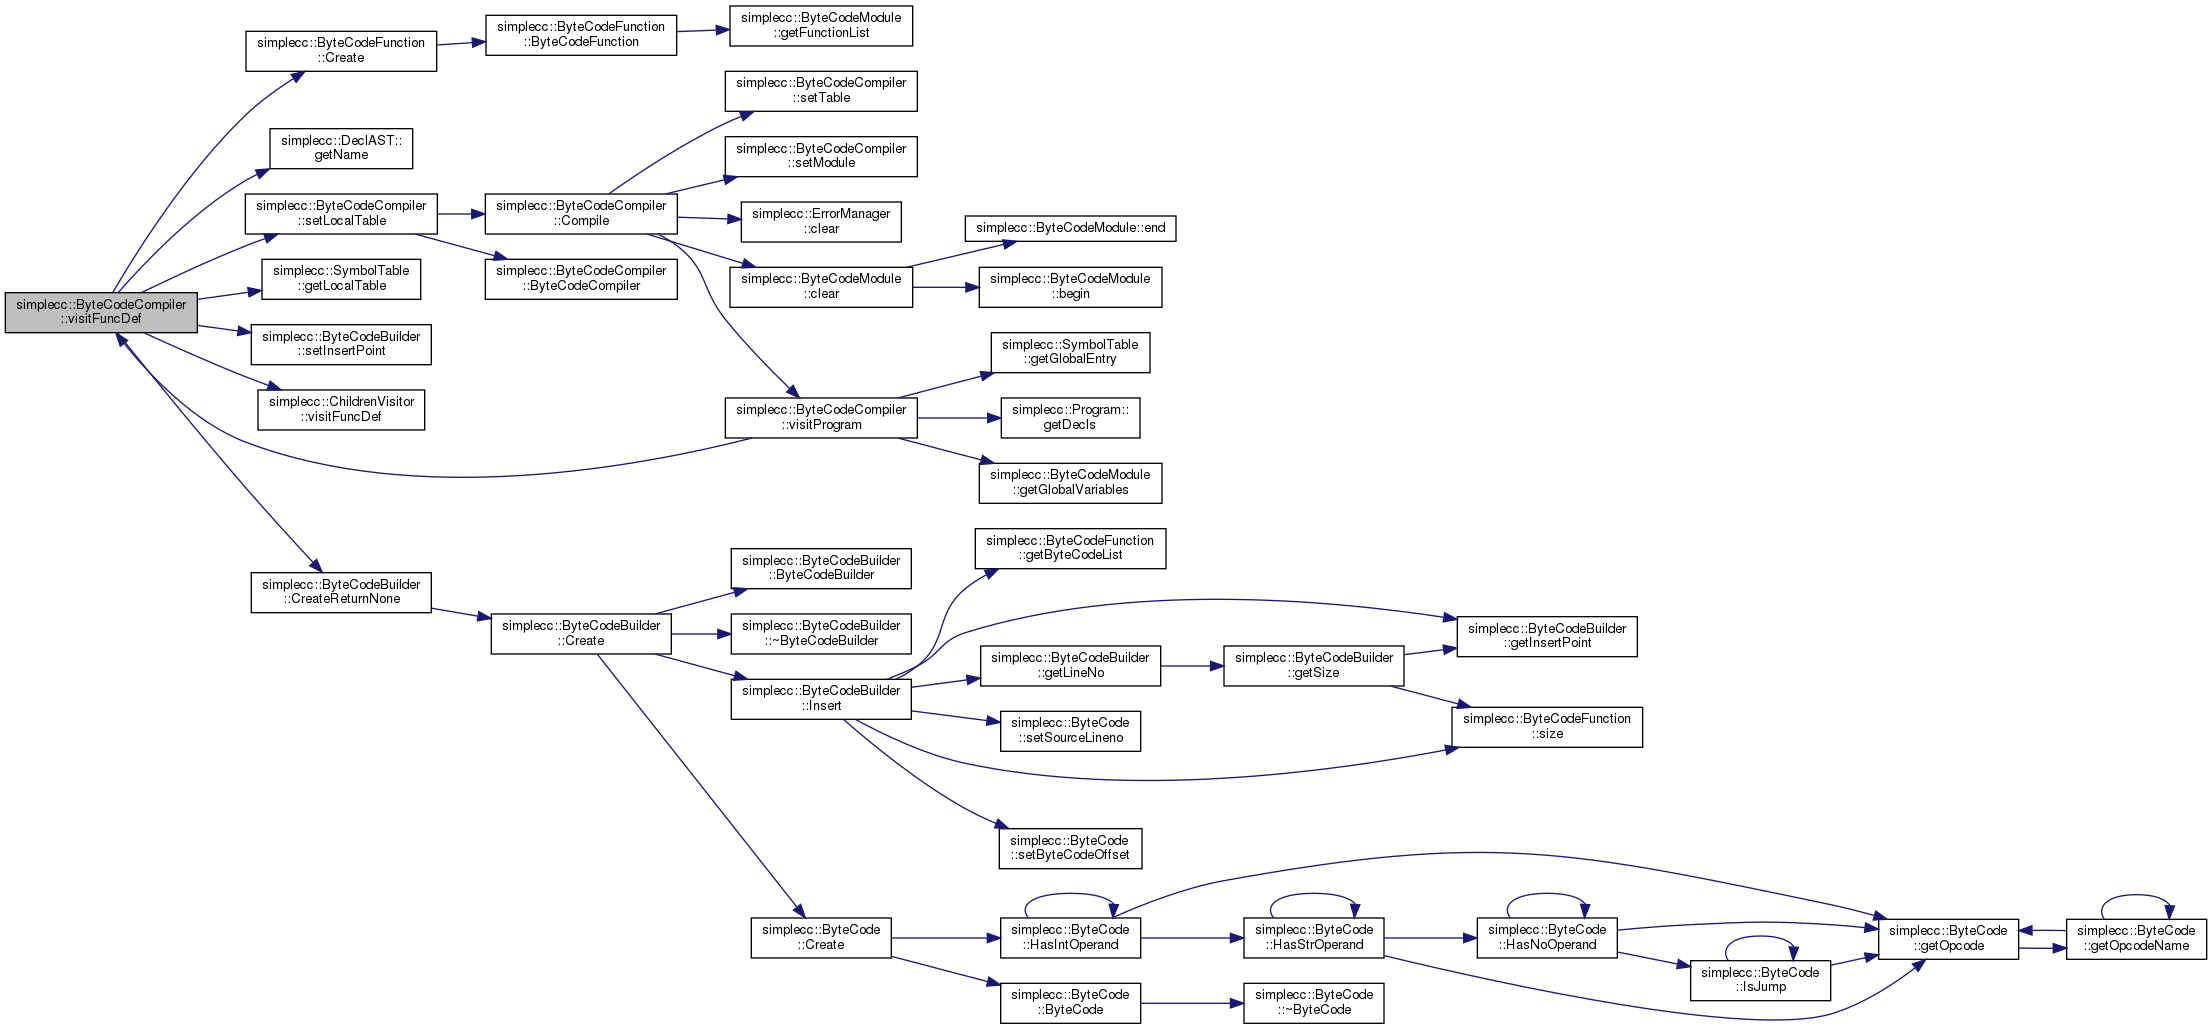 simplecc::ByteCodeCompiler
::visitFuncDef
simplecc::ByteCodeFunction
::Create
simplecc::ByteCodeFunction
::ByteCodeFunction
simplecc::ByteCodeModule
::getFunctionList
simplecc::DeclAST::
getName
simplecc::ByteCodeCompiler
::setLocalTable
simplecc::ByteCodeCompiler
::Compile
simplecc::ByteCodeCompiler
::setTable
simplecc::ByteCodeCompiler
::setModule
simplecc::ErrorManager
::clear
simplecc::ByteCodeModule
::clear
simplecc::ByteCodeModule::end
simplecc::ByteCodeModule
::begin
simplecc::ByteCodeCompiler
::ByteCodeCompiler
simplecc::SymbolTable
::getLocalTable
simplecc::ByteCodeBuilder
::setInsertPoint
simplecc::ChildrenVisitor
::visitFuncDef
simplecc::ByteCodeCompiler
::visitProgram
simplecc::SymbolTable
::getGlobalEntry
simplecc::Program::
getDecls
simplecc::ByteCodeModule
::getGlobalVariables
simplecc::ByteCodeBuilder
::CreateReturnNone
simplecc::ByteCodeBuilder
::Create
simplecc::ByteCodeBuilder
::ByteCodeBuilder
simplecc::ByteCodeBuilder
::~ByteCodeBuilder
simplecc::ByteCodeBuilder
::Insert
simplecc::ByteCodeFunction
::getByteCodeList
simplecc::ByteCodeBuilder
::getLineNo
simplecc::ByteCodeBuilder
::getSize
simplecc::ByteCodeBuilder
::getInsertPoint
simplecc::ByteCodeFunction
::size
simplecc::ByteCode
::setSourceLineno
simplecc::ByteCode
::setByteCodeOffset
simplecc::ByteCode
::Create
simplecc::ByteCode
::HasIntOperand
simplecc::ByteCode
::HasStrOperand
simplecc::ByteCode
::HasNoOperand
simplecc::ByteCode
::IsJump
simplecc::ByteCode
::getOpcode
simplecc::ByteCode
::getOpcodeName
simplecc::ByteCode
::ByteCode
simplecc::ByteCode
::~ByteCode